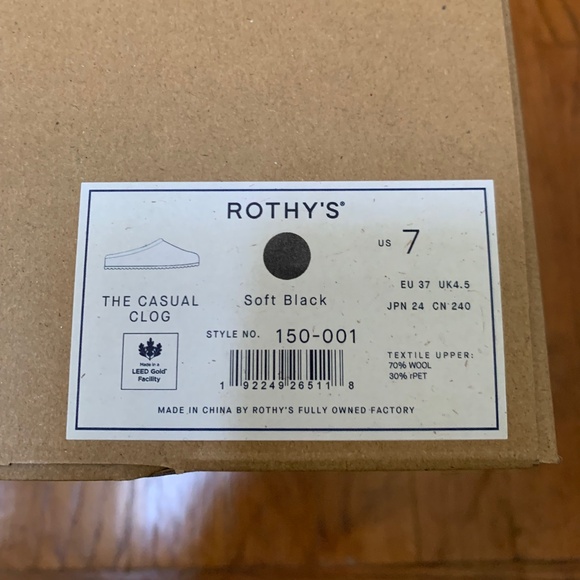 ROTHY'S®
US 7
EU 37 UK4.5
JPN 24 CN 240
THE CASUAL
CLOG
Soft Black
STYLE NO. 150-001
Made in a
LEED Gold®
Facility
1 92249 26511 8
TEXTILE UPPER:
70% WOOL
30% rPET
MADE IN CHINA BY ROTHY'S FULLY OWNED FACTORY